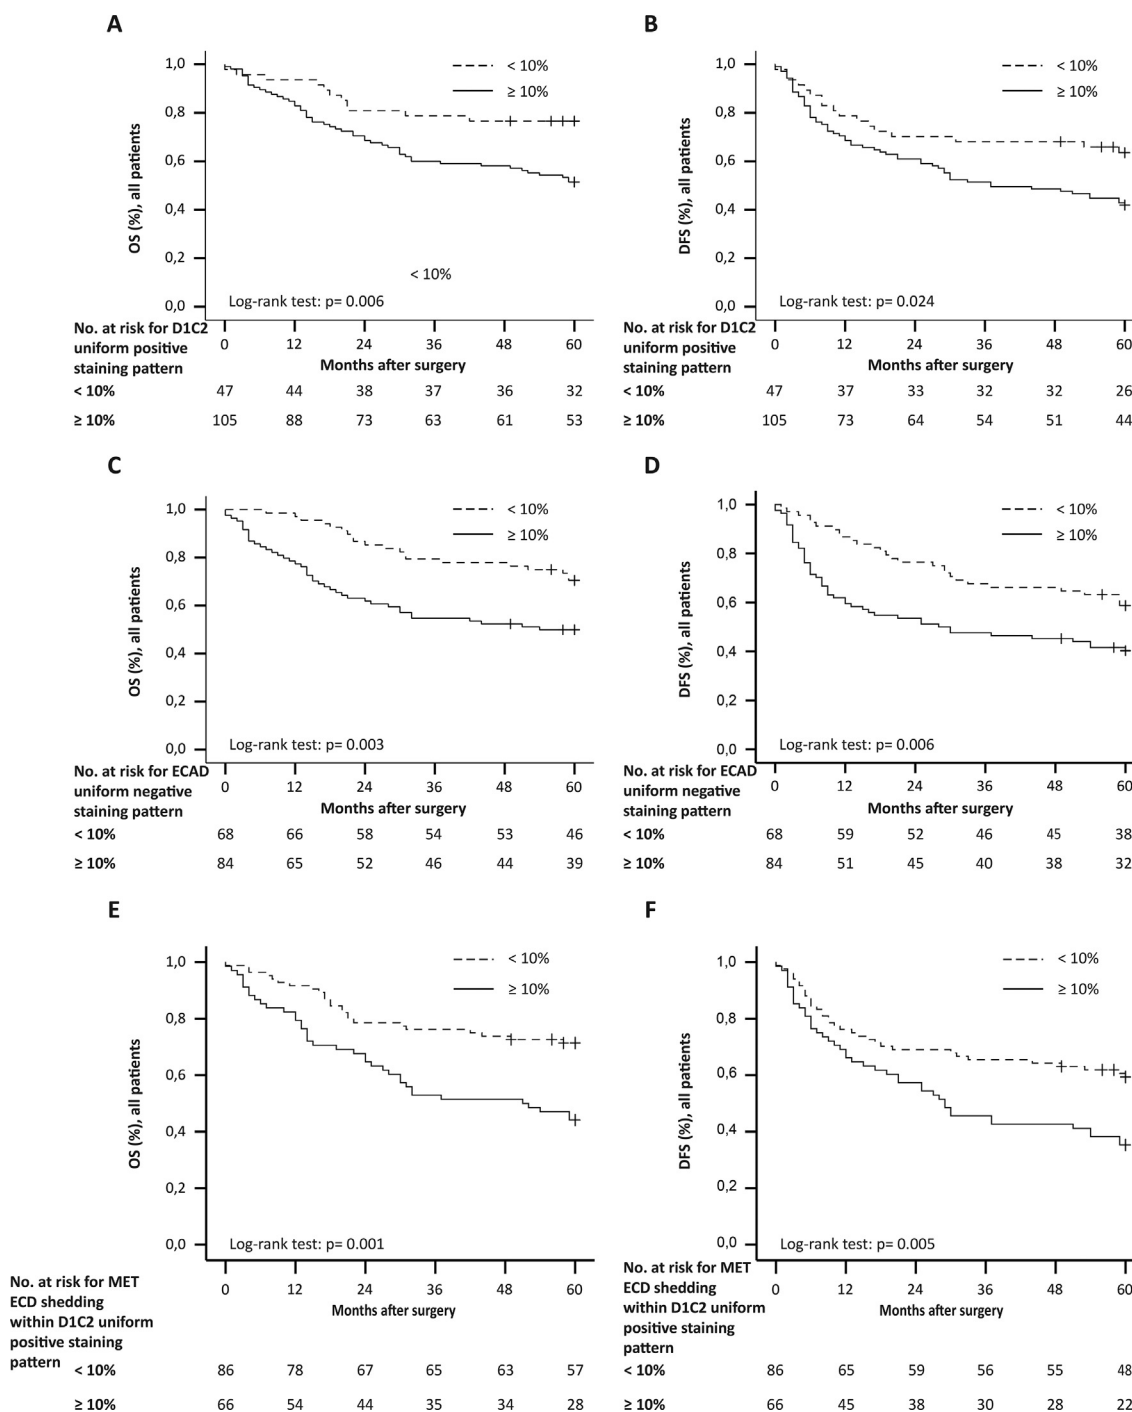 A
OS (%), all patients
1,0
0,8
0,6
0,4
0,2
0,0
< 10%
≥ 10%
< 10%
Log-rank test: p= 0.006
0 12 24 36 48 60
Months after surgery
No. at risk for D1C2
uniform positive
staining pattern
< 10% 47 44 38 37 36 32
≥ 10% 105 88 73 63 61 53
B
DFS (%), all patients
1,0
0,8
0,6
0,4
0,2
0,0
< 10%
≥ 10%
Log-rank test: p= 0.024
0 12 24 36 48 60
Months after surgery
No. at risk for D1C2
uniform positive
staining pattern
< 10% 47 37 33 32 32 26
≥ 10% 105 73 64 54 51 44
C
OS (%), all patients
1,0
0,8
0,6
0,4
0,2
0,0
< 10%
≥ 10%
Log-rank test: p= 0.003
0 12 24 36 48 60
Months after surgery
No. at risk for ECAD
uniform negative
staining pattern
< 10% 68 66 58 54 53 46
≥ 10% 84 65 52 46 44 39
D
DFS (%), all patients
1,0
0,8
0,6
0,4
0,2
0,0
< 10%
≥ 10%
Log-rank test: p= 0.006
0 12 24 36 48 60
Months after surgery
No. at risk for ECAD
uniform negative
staining pattern
< 10% 68 59 52 46 45 38
≥ 10% 84 51 45 40 38 32
E
OS (%), all patients
1,0
0,8
0,6
0,4
0,2
0,0
< 10%
≥ 10%
Log-rank test: p= 0.001
0 12 24 36 48 60
Months after surgery
No. at risk for MET
ECD shedding
within D1C2 uniform
positive staining
pattern
< 10% 86 78 67 65 63 57
≥ 10% 66 54 44 35 34 28
F
DFS (%), all patients
1,0
0,8
0,6
0,4
0,2
0,0
< 10%
≥ 10%
Log-rank test: p= 0.005
0 12 24 36 48 60
Months after surgery
No. at risk for MET
ECD shedding
within D1C2 uniform
positive staining
pattern
< 10% 86 65 59 56 55 48
≥ 10% 66 45 38 30 28 22